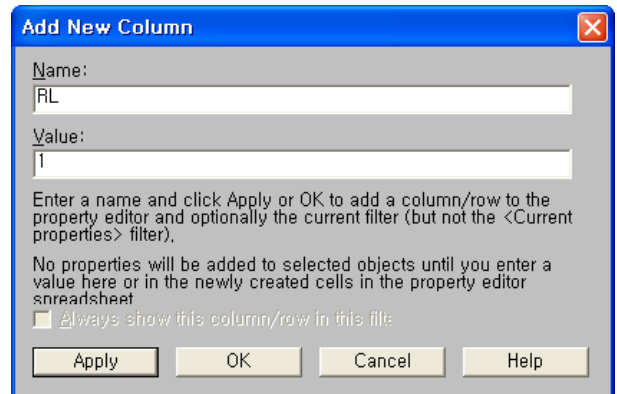 Add New Column
Name:
RL
Value:
1
Enter a name and click Apply or OK to add a column/row to the
property editor and optionally the current filter (but not the <Current
properties> filter).
No properties will be added to selected objects until you enter a
value here or in the newly created cells in the property editor
spreadsheet
Always show this column/row in this filte
Apply
OK
Cancel
Help